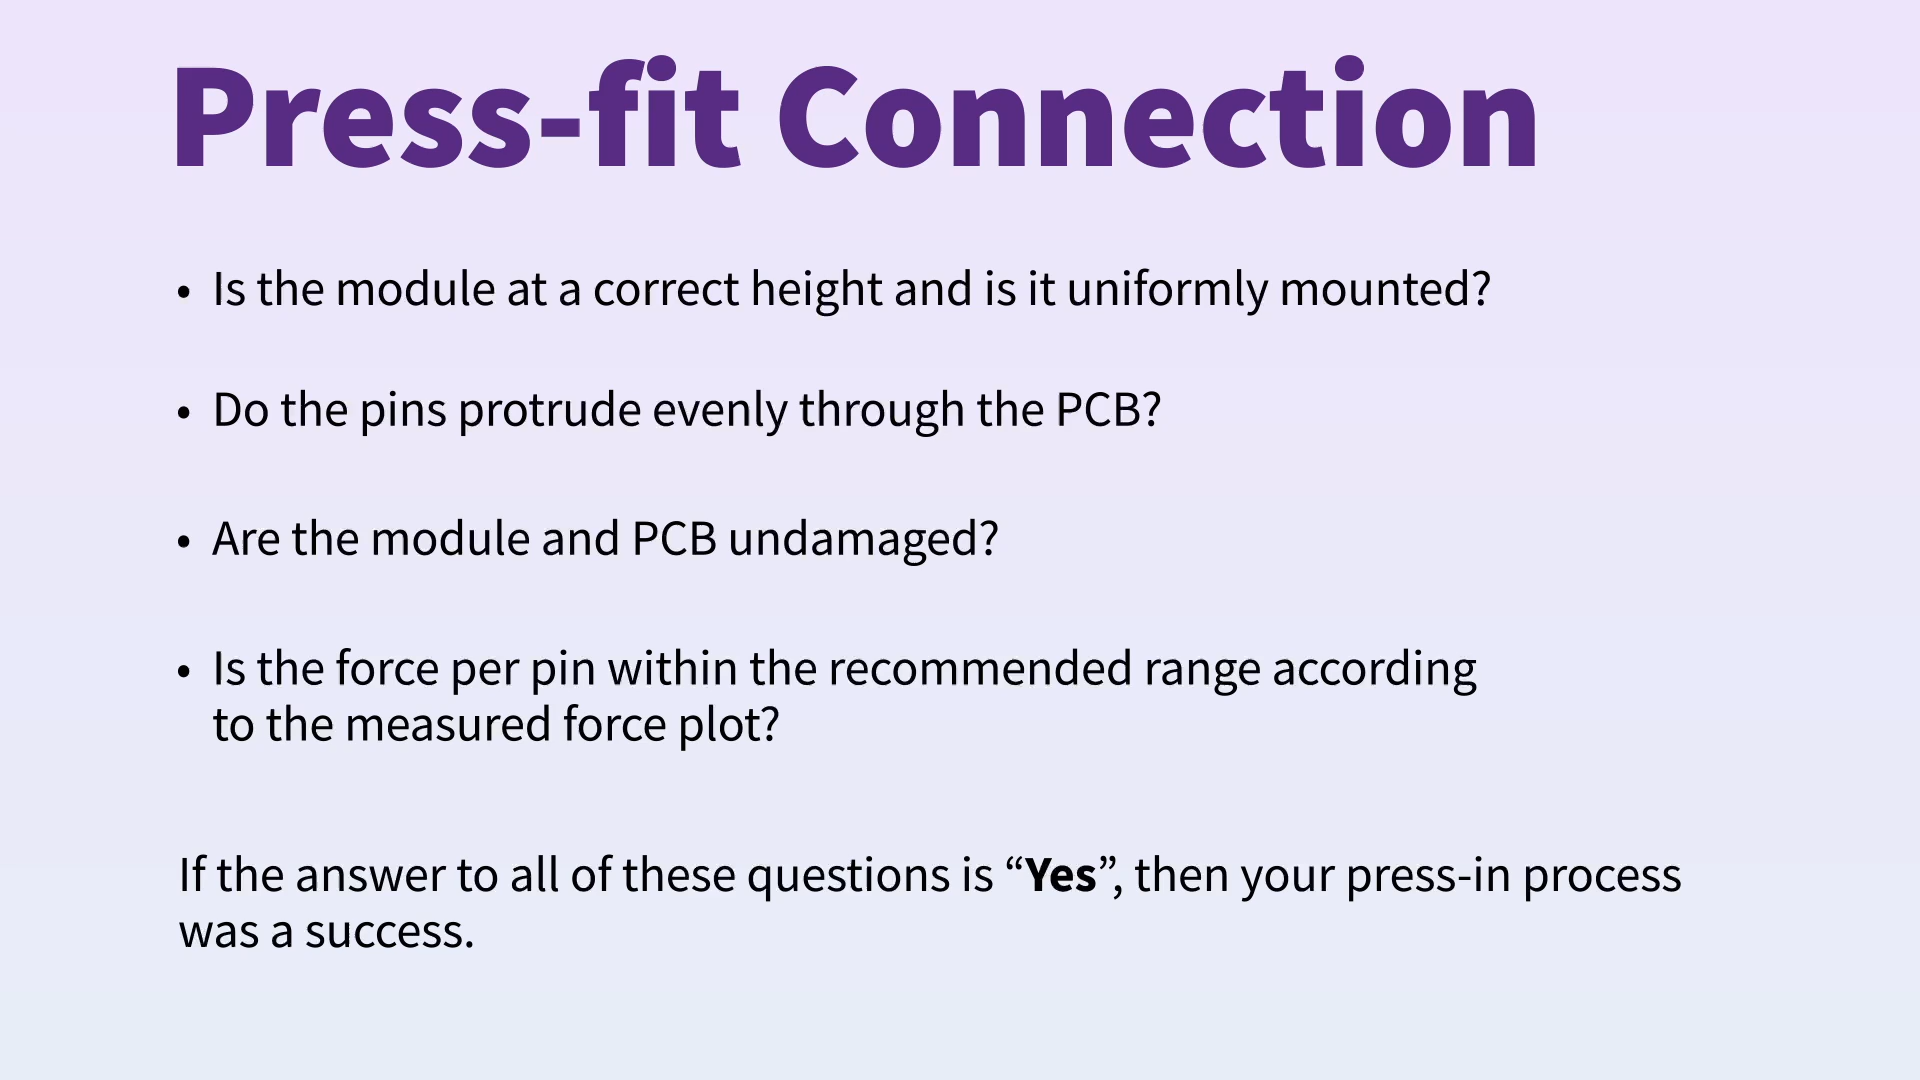 Press-fit Connection
• Is the module at a correct height and is it uniformly mounted?
• Do the pins protrude evenly through the PCB?
• Are the module and PCB undamaged?
• Is the force per pin within the recommended range according
to the measured force plot?
If the answer to all of these questions is “Yes”, then your press-in process
was a success.